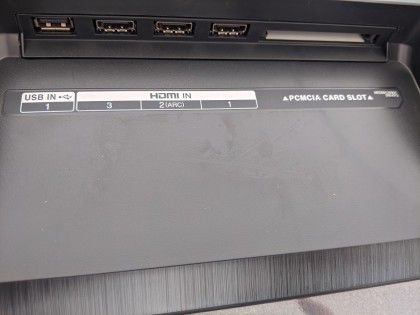 USB IN
HDMI IN
1
3
2(ARC)
1
▲PCMCIA CARD SLOT▲